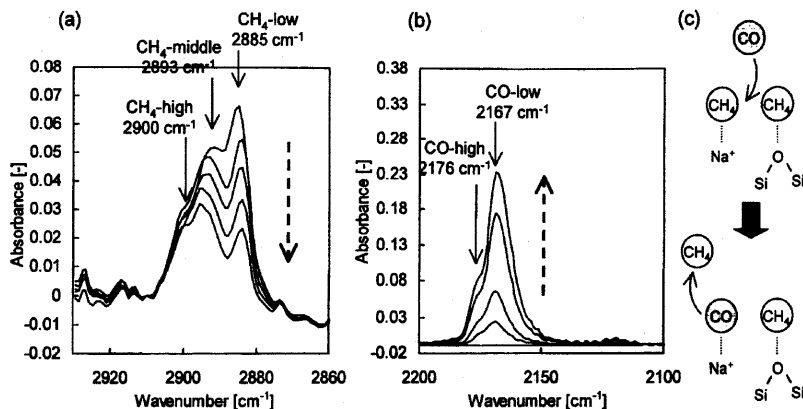 (a)
CH₄-low
2885 cm⁻¹
CH₄-middle
2893 cm⁻¹
CH₄-high
2900 cm⁻¹
0.08
0.07
0.06
0.05
0.04
0.03
0.02
0.01
0
-0.01
-0.02
Absorbance [-]
2920
2900
2880
2860
Wavenumber [cm⁻¹]
(b)
CO-low
2167 cm⁻¹
CO-high
2176 cm⁻¹
0.38
0.33
0.28
0.23
0.18
0.13
0.08
0.03
-0.02
Absorbance [-]
2200
2150
2100
Wavenumber [cm⁻¹]
(c)
CO
CH₄ CH₄
Na⁺ O
Si Si
CH₄
CO CH₄
Na⁺ O
Si Si